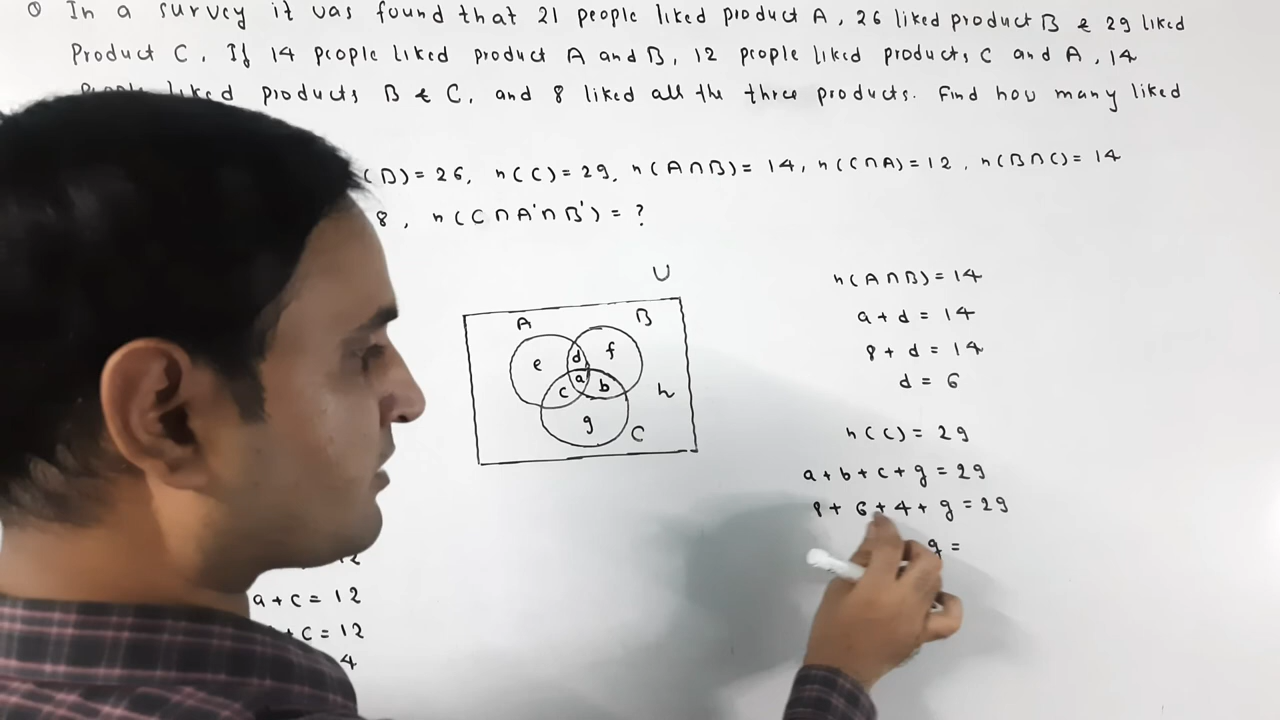 Q In a survey it was found that 21 people liked product A, 26 liked product B & 29 liked
Product C. If 14 people liked product A and B, 12 people liked products C and A, 14
liked products B & C, and 8 liked all the three products. Find how many liked
(B) = 26, n(C) = 29, n(A∩B) = 14, n(C∩A) = 12, n(B∩C) = 14
8, n(C∩A'∩B') = ?
U
A
B
e
d
f
a
c
b
h
g
C
a + c = 12
+ c = 12
4
n(A∩B) = 14
a + d = 14
8 + d = 14
d = 6
n(C) = 29
a + b + c + g = 29
8 + 6 + 4 + g = 29
g =